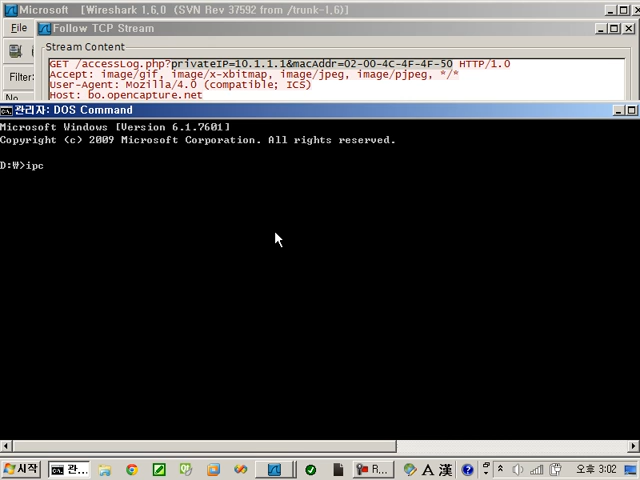 Microsoft [Wireshark 1.6.0 (SVN Rev 37592 from /trunk-1.6)]
File
Follow TCP Stream
Stream Content
GET /accessLog.php?privateIP=10.1.1.1&macAddr=02-00-4C-4F-4F-50 HTTP/1.0
Accept: image/gif, image/x-xbitmap, image/jpeg, image/pjpeg, */*
User-Agent: Mozilla/4.0 (compatible; ICS)
Host: bo.opencapture.net
Filter:
No.
관리자: DOS Command
Microsoft Windows [Version 6.1.7601]
Copyright (c) 2009 Microsoft Corporation. All rights reserved.
D:₩>ipc
시작
관...
R...
A 漢
오후 3:02